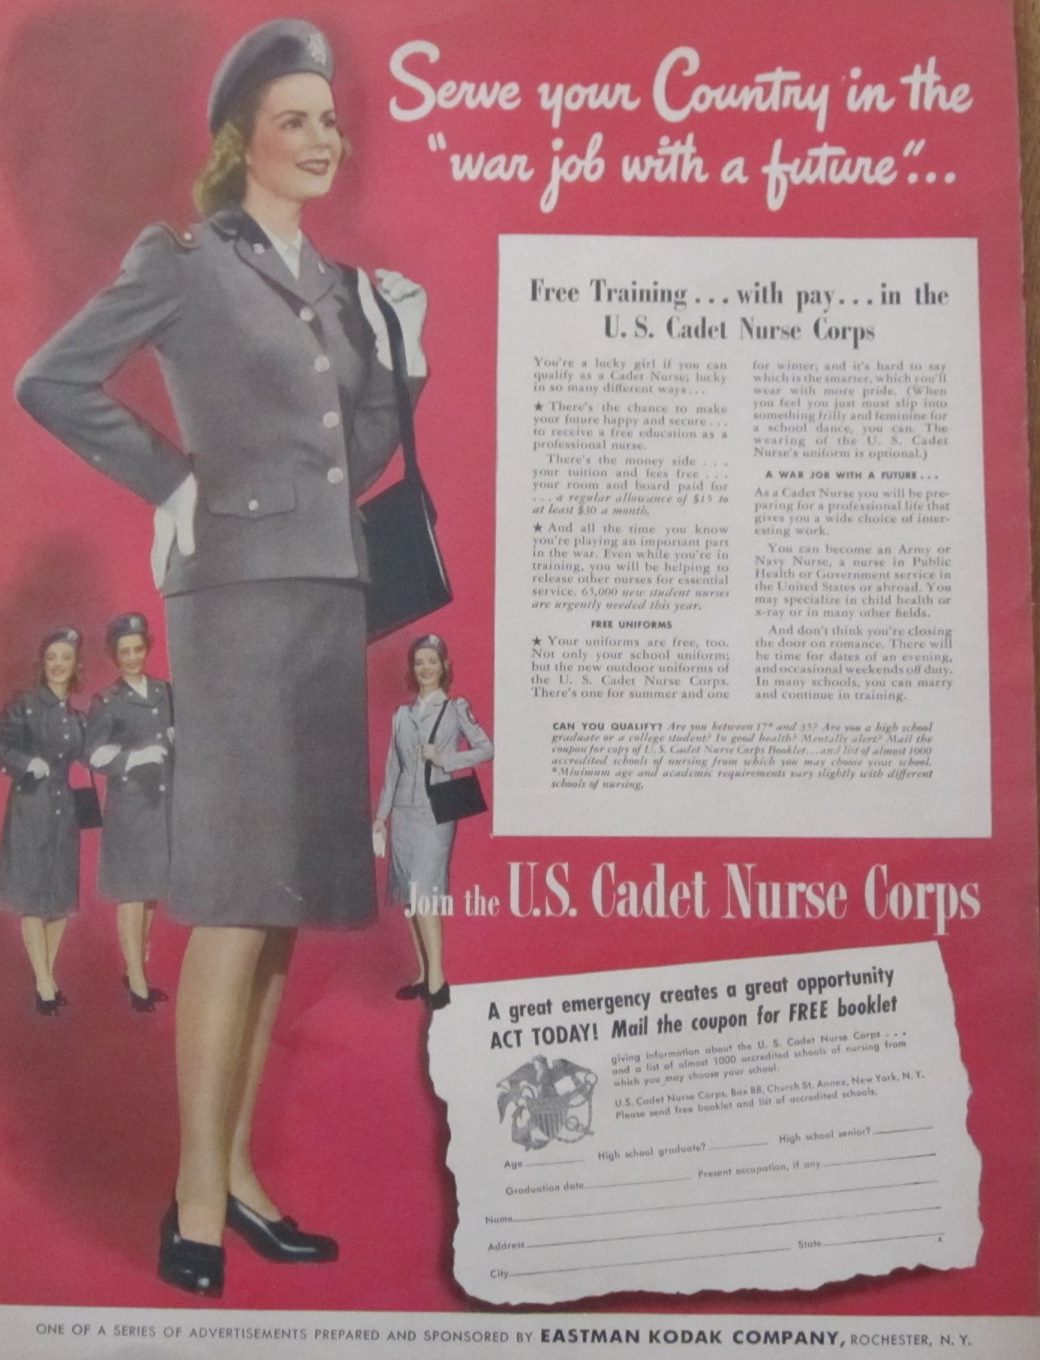 Serve your Country in the
"war job with a future"...
Free Training ... with pay ... in the
U. S. Cadet Nurse Corps
You're a lucky girl if you can
qualify as a Cadet Nurse; lucky
in so many different ways ...
★ There's the chance to make
your future happy and secure ...
to receive a free education as a
professional nurse.
There's the money side ...
your tuition and fees free ...
your room and board paid for
... a regular allowance of $15 to
at least $30 a month.
★ And all the time you know
you're playing an important part
in the war. Even while you're in
training, you will be helping to
release other nurses for essential
service. 65,000 new student nurses
are urgently needed this year.
FREE UNIFORMS
★ Your uniforms are free, too.
Not only your school uniform;
but the new outdoor uniforms of
the U. S. Cadet Nurse Corps.
There's one for summer and one
for winter; and it's hard to say
which is the smarter, which you'll
wear with more pride. (When
you feel you just must slip into
something frilly and feminine for
a school dance, you can. The
wearing of the U. S. Cadet
Nurse's uniform is optional.)
A WAR JOB WITH A FUTURE ...
As a Cadet Nurse you will be pre-
paring for a professional life that
gives you a wide choice of inter-
esting work.
You can become an Army or
Navy Nurse, a nurse in Public
Health or Government service in
the United States or abroad. You
may specialize in child health or
x-ray or in many other fields.
And don't think you're closing
the door on romance. There will
be time for dates of an evening,
and occasional weekends off duty.
In many schools, you can marry
and continue in training.
CAN YOU QUALIFY? Are you between 17* and 35? Are you a high school
graduate or a college student? In good health? Mentally alert? Mail the
coupon for copy of U. S. Cadet Nurse Corps Booklet ... and list of almost 1000
accredited schools of nursing from which you may choose your school.
*Minimum age and academic requirements vary slightly with different
schools of nursing.
Join the U.S. Cadet Nurse Corps
A great emergency creates a great opportunity
ACT TODAY! Mail the coupon for FREE booklet
giving information about the U. S. Cadet Nurse Corps ...
and a list of almost 1000 accredited schools of nursing from
which you may choose your school.
U.S. Cadet Nurse Corps, Box 88, Church St. Annex, New York, N. Y.
Please send free booklet and list of accredited schools.
Age High school graduate? High school senior?
Graduation date Present occupation, if any
Name
Address
City State
ONE OF A SERIES OF ADVERTISEMENTS PREPARED AND SPONSORED BY EASTMAN KODAK COMPANY, ROCHESTER, N. Y.